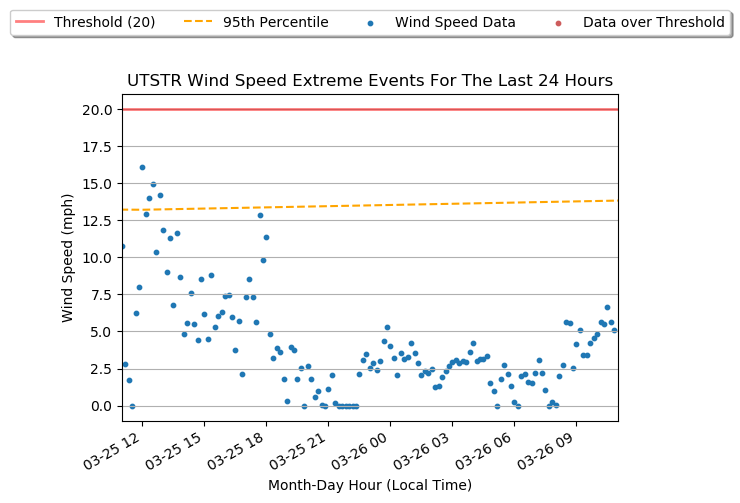 Threshold (20) 95th Percentile Wind Speed Data Data over Threshold
UTSTR Wind Speed Extreme Events For The Last 24 Hours
Wind Speed (mph)
20.0
17.5
15.0
12.5
10.0
7.5
5.0
2.5
0.0
03-25 12 03-25 15 03-25 18 03-25 21 03-26 00 03-26 03 03-26 06 03-26 09
Month-Day Hour (Local Time)